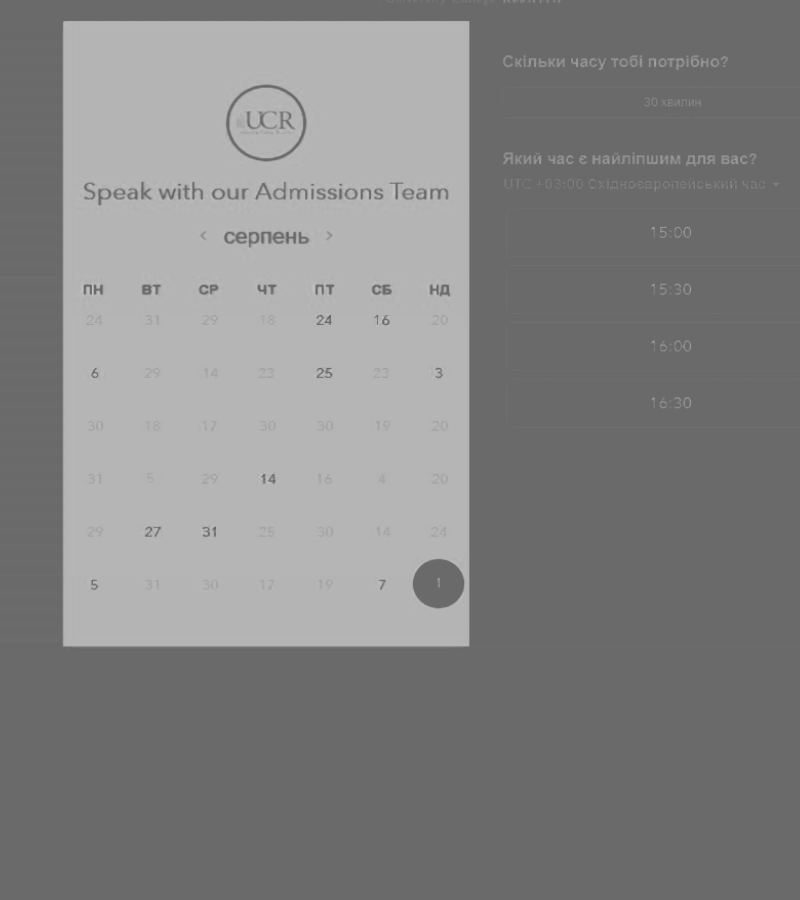 UCR
Speak with our Admissions Team
< серпень >
ПН ВТ СР ЧТ ПТ СБ НД
24 31 29 18 24 16 20
6 29 14 23 25 22 3
30 18 17 30 30 19 20
31 5 29 14 16 4 20
29 27 31 25 30 14 24
5 31 30 17 19 7 1
Скільки часу тобі потрібно?
30 хвилин
Який час є найліпшим для вас?
UTC +03:00 Східноєвропейський час
15:00
15:30
16:00
16:30